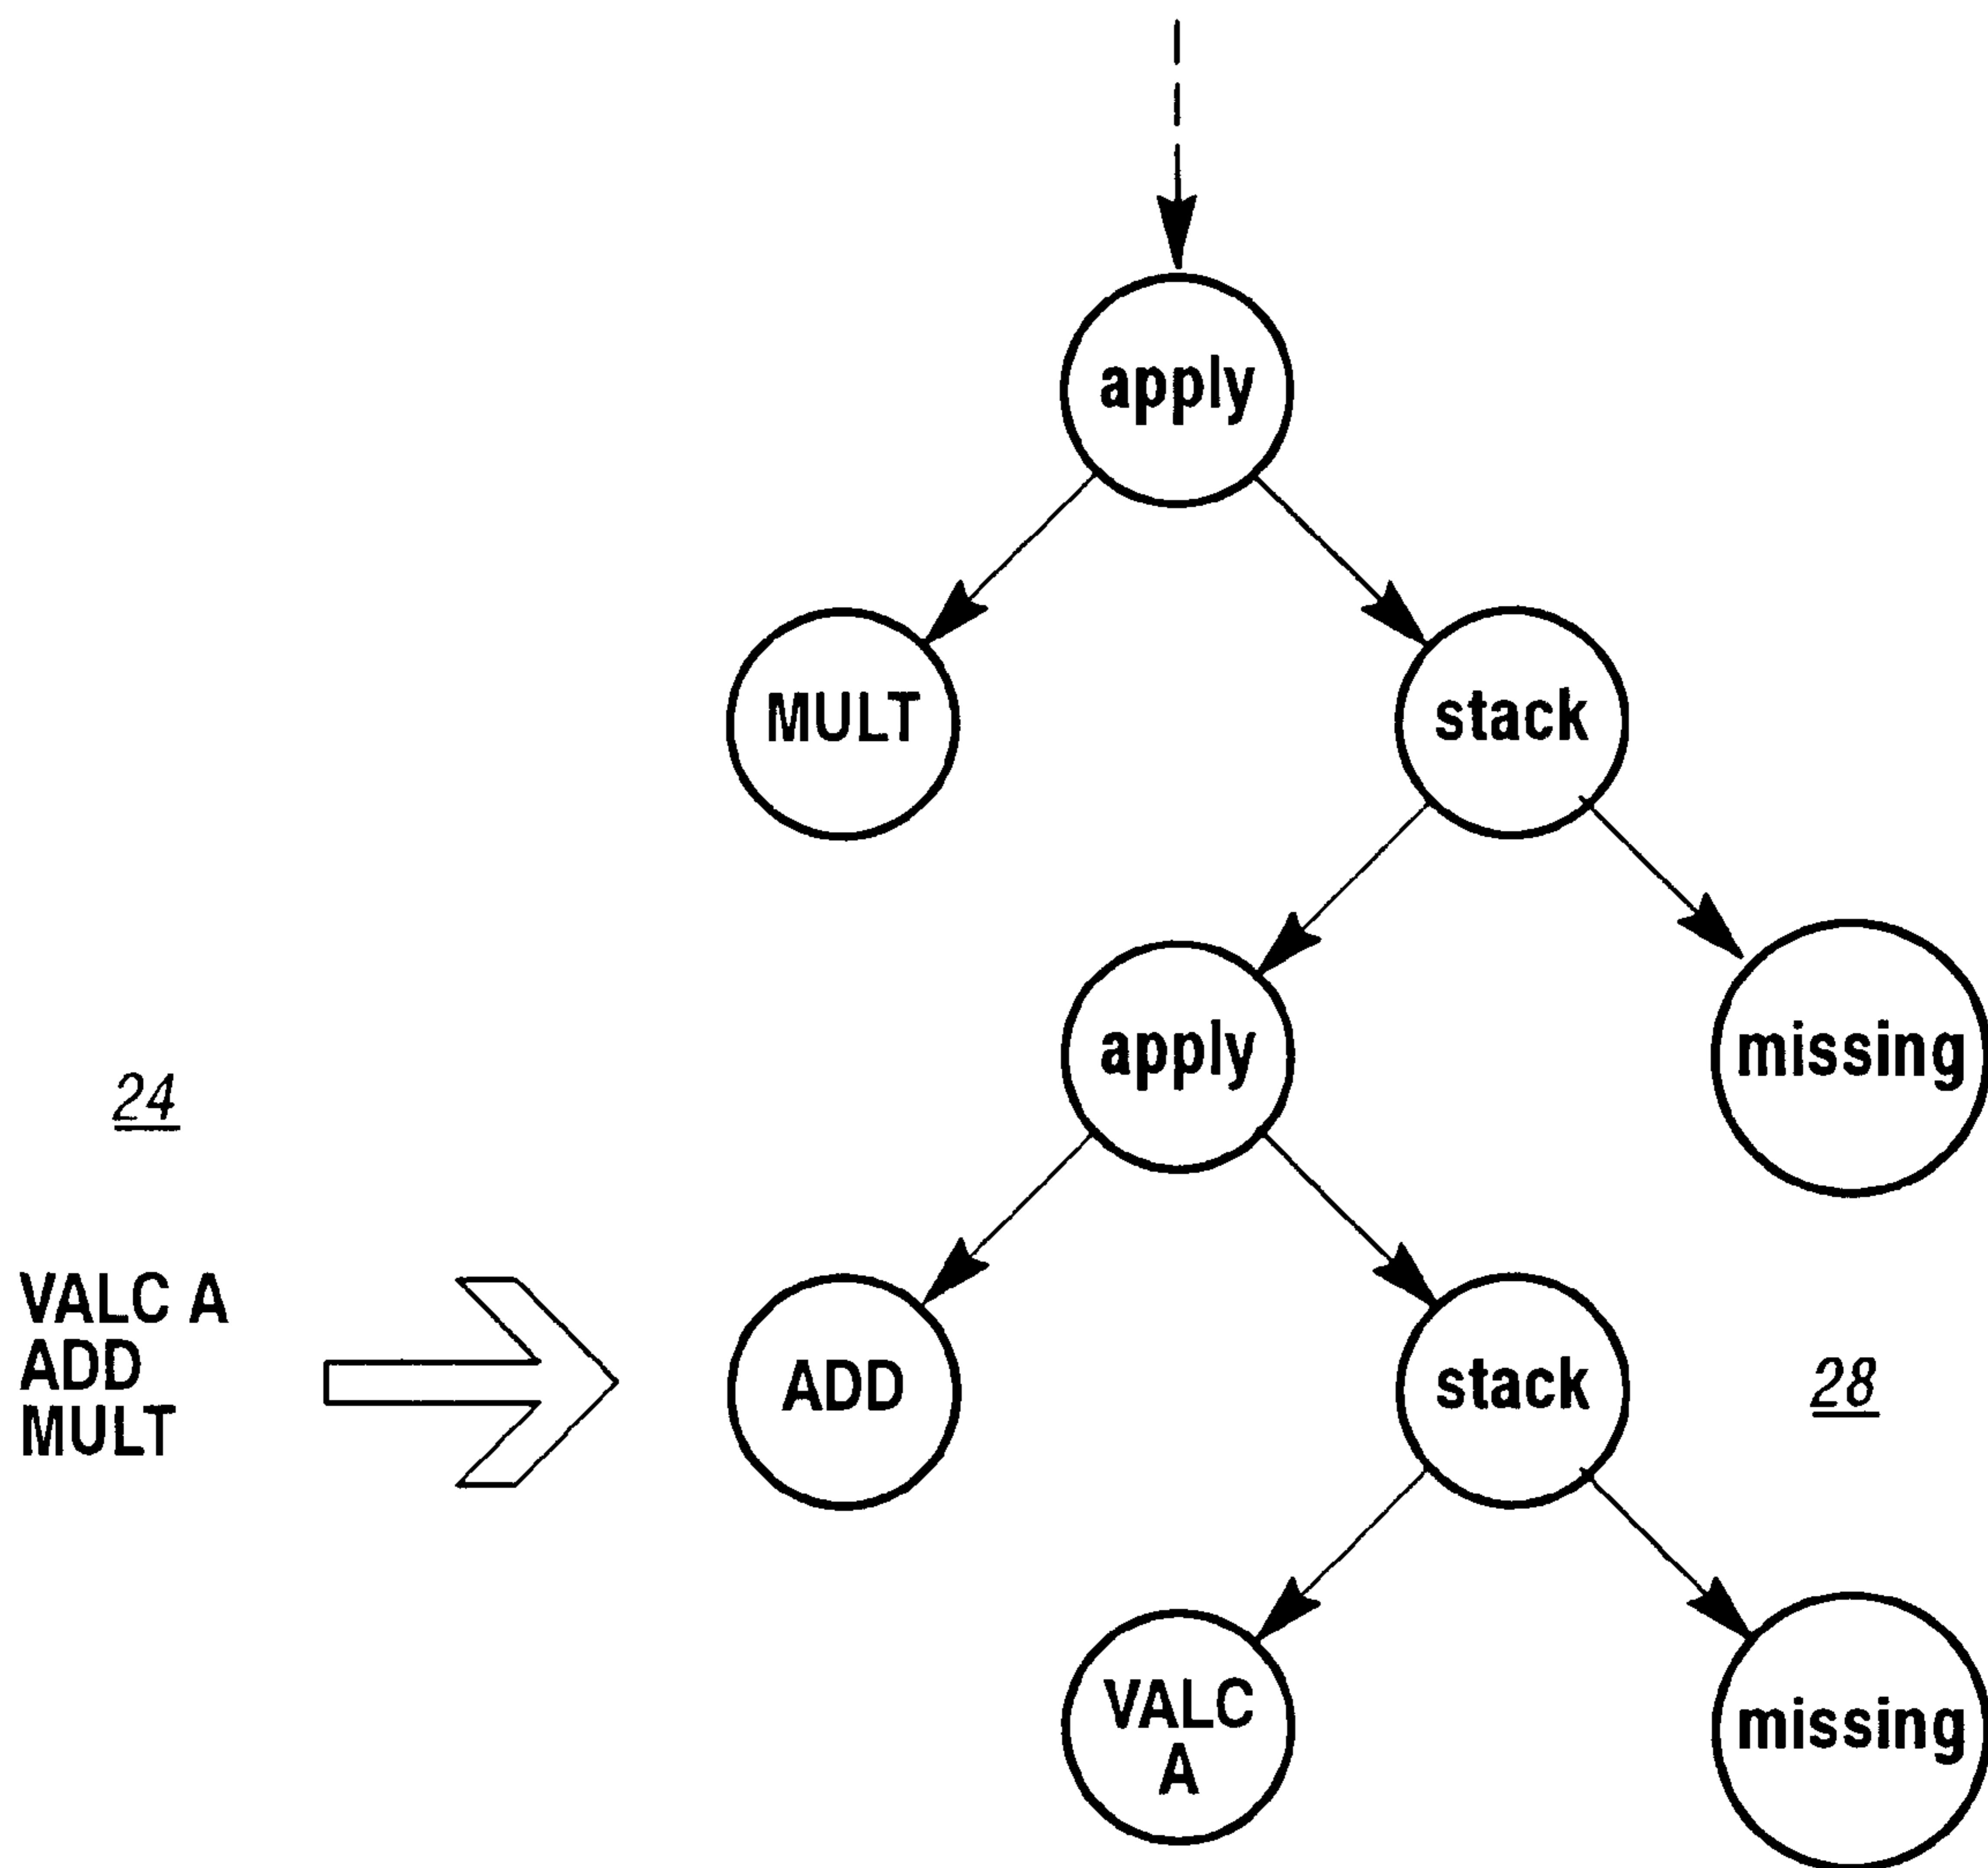 apply
MULT
stack
apply
missing
24
VALC A
ADD
MULT
ADD
stack
28
VALC
A
missing